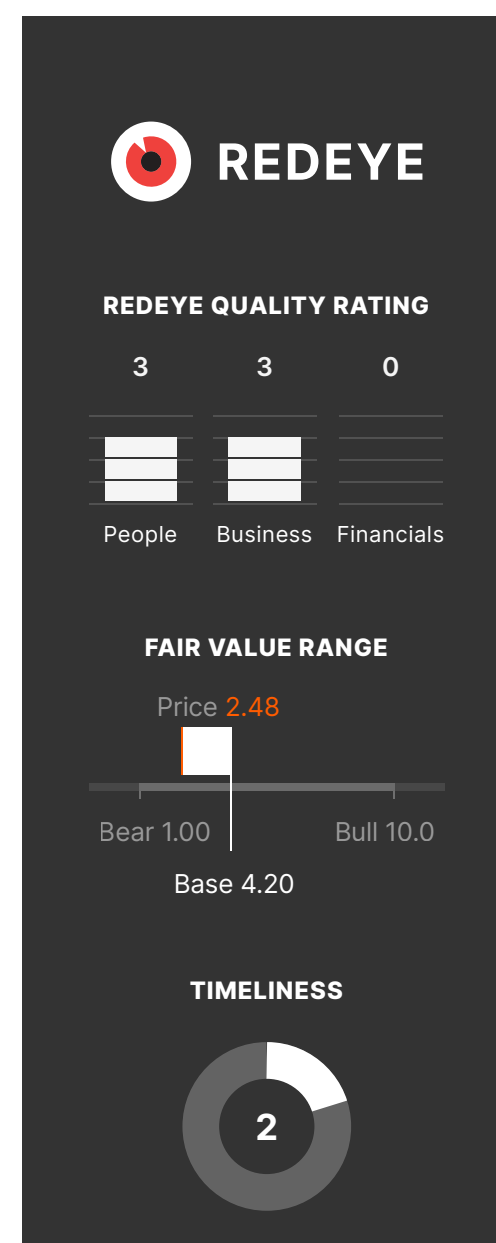 REDEYE
REDEYE QUALITY RATING
3 3 0
People Business Financials
FAIR VALUE RANGE
Price 2.48
Bear 1.00 Bull 10.0
Base 4.20
TIMELINESS
2